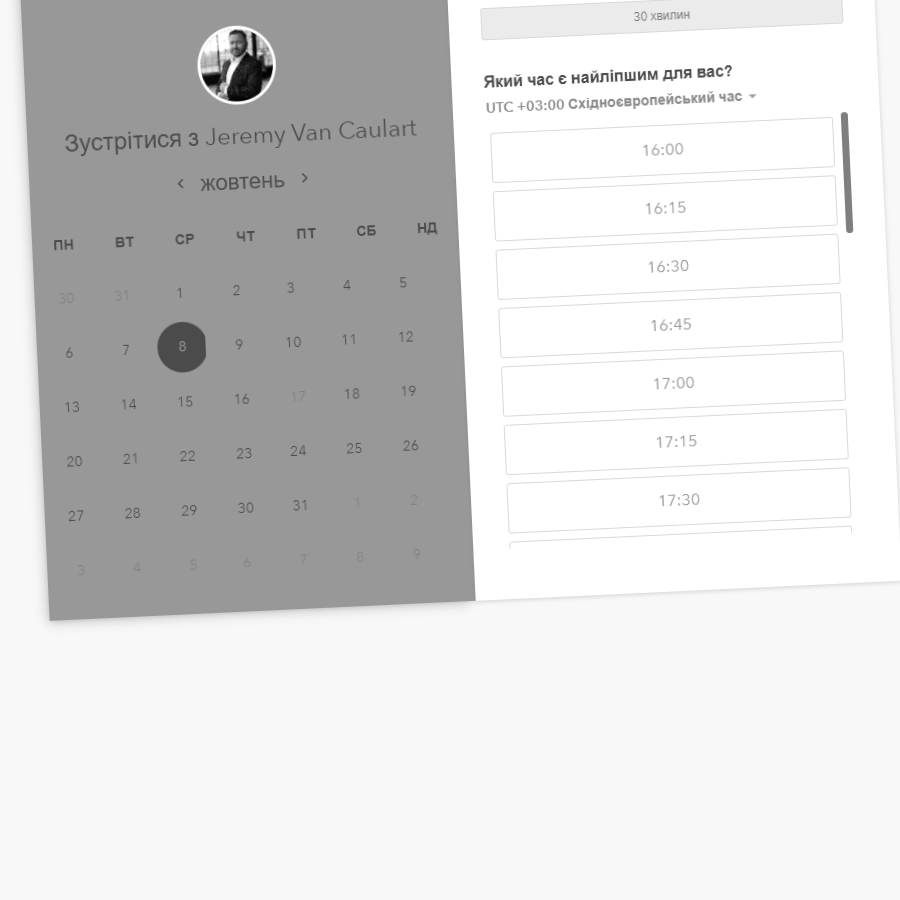 Зустрітися з Jeremy Van Caulart
жовтень
ПН ВТ СР ЧТ ПТ СБ НД
30 31 1 2 3 4 5
6 7 8 9 10 11 12
13 14 15 16 17 18 19
20 21 22 23 24 25 26
27 28 29 30 31 1 2
3 4 5 6 7 8 9
30 хвилин
Який час є найліпшим для вас?
UTC +03:00 Східноєвропейський час
16:00
16:15
16:30
16:45
17:00
17:15
17:30